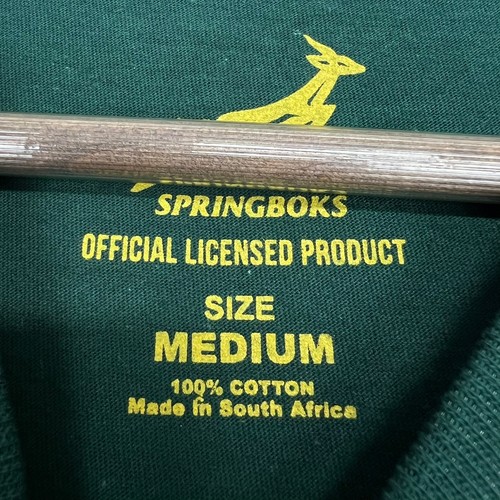 SPRINGBOKS
OFFICIAL LICENSED PRODUCT
SIZE
MEDIUM
100% COTTON
Made in South Africa